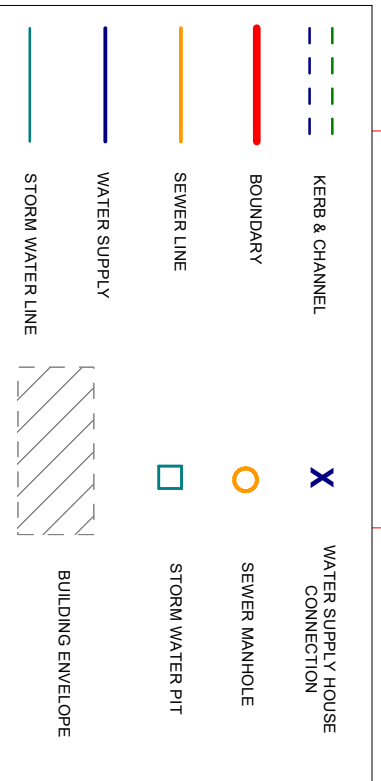 KERB & CHANNEL
BOUNDARY
SEWER LINE
WATER SUPPLY
STORM WATER LINE
X
WATER SUPPLY HOUSE
CONNECTION
SEWER MANHOLE
STORM WATER PIT
BUILDING ENVELOPE